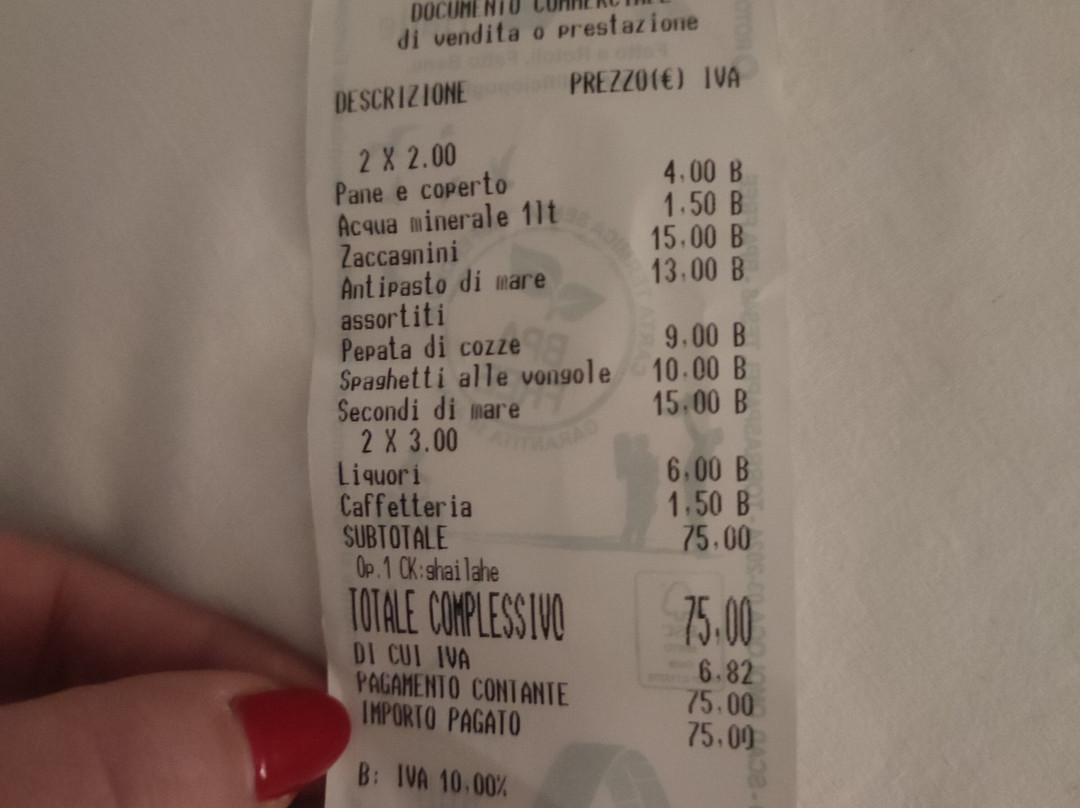 DOCUMENTO COMMERCIALE
di vendita o prestazione
DESCRIZIONE PREZZO(€) IVA
2 X 2.00
Pane e coperto 4,00 B
Acqua minerale 1lt 1,50 B
Zaccagnini 15,00 B
Antipasto di mare 13,00 B
assortiti
Pepata di cozze 9,00 B
Spaghetti alle vongole 10,00 B
Secondi di mare 15,00 B
2 X 3.00
Liquori 6,00 B
Caffetteria 1,50 B
SUBTOTALE 75,00
Op.1 CK:shailahe
TOTALE COMPLESSIVO 75,00
DI CUI IVA 6,82
PAGAMENTO CONTANTE 75,00
IMPORTO PAGATO 75,00
B: IVA 10,00%